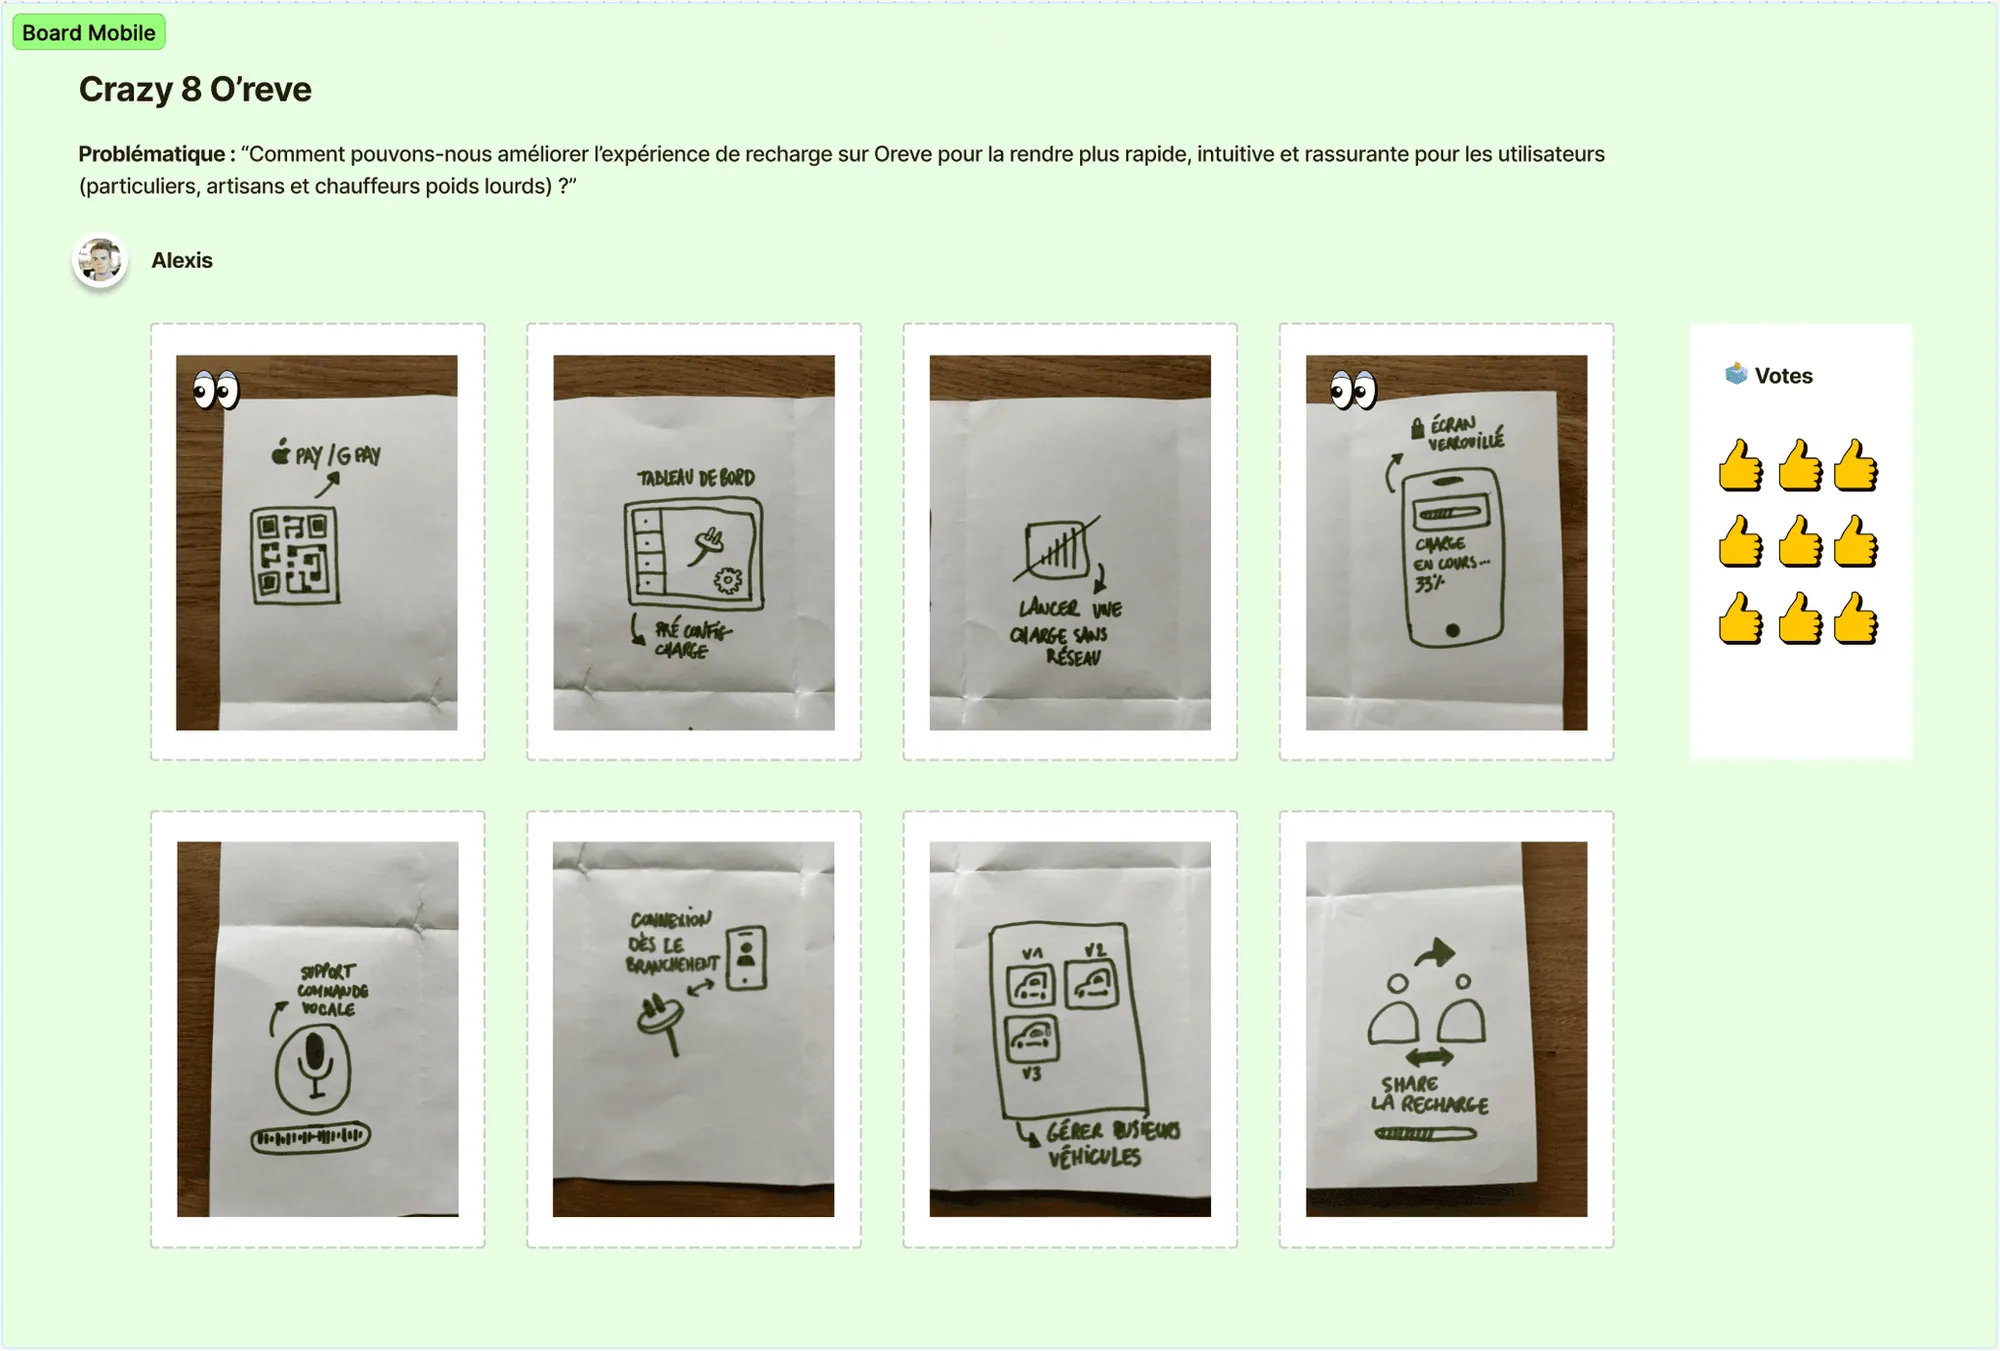 Board Mobile
Crazy 8 O’reve
Problématique : “Comment pouvons-nous améliorer l’expérience de recharge sur Oreve pour la rendre plus rapide, intuitive et rassurante pour les utilisateurs
(particuliers, artisans et chauffeurs poids lourds) ?”
Alexis
PAY / G PAY
TABLEAU DE BORD
PRÉ CONFIG
CHARGE
LANCER UNE
CHARGE SANS
RÉSEAU
ÉCRAN
VERROUILLÉ
CHARGE
EN COURS...
33%
Votes
SUPPORT
COMMANDE
VOCALE
CONNEXION
DÈS LE
BRANCHEMENT
V1 V2
V3
GÉRER PLUSIEURS
VÉHICULES
SHARE
LA RECHARGE